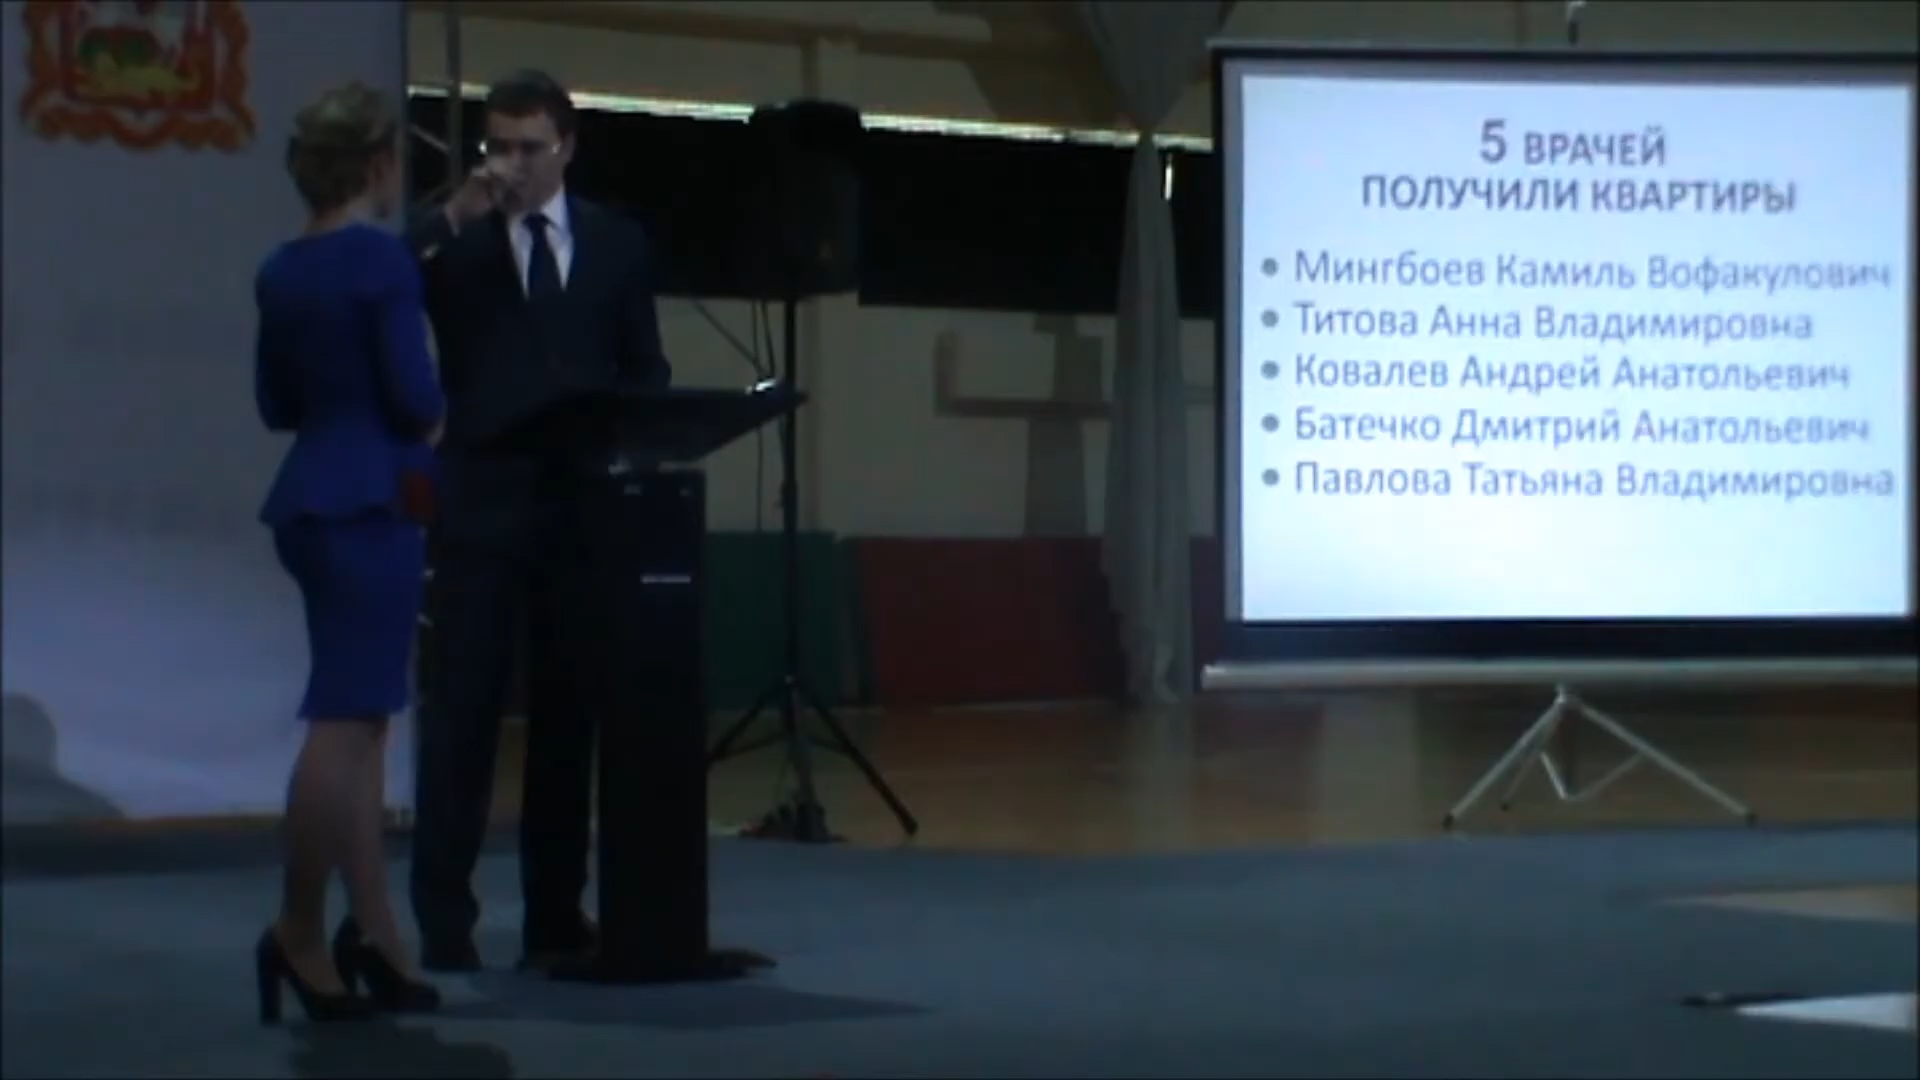 5 ВРАЧЕЙ
ПОЛУЧИЛИ КВАРТИРЫ
• Мингбоев Камиль Вофакулович
• Титова Анна Владимировна
• Ковалев Андрей Анатольевич
• Батечко Дмитрий Анатольевич
• Павлова Татьяна Владимировна